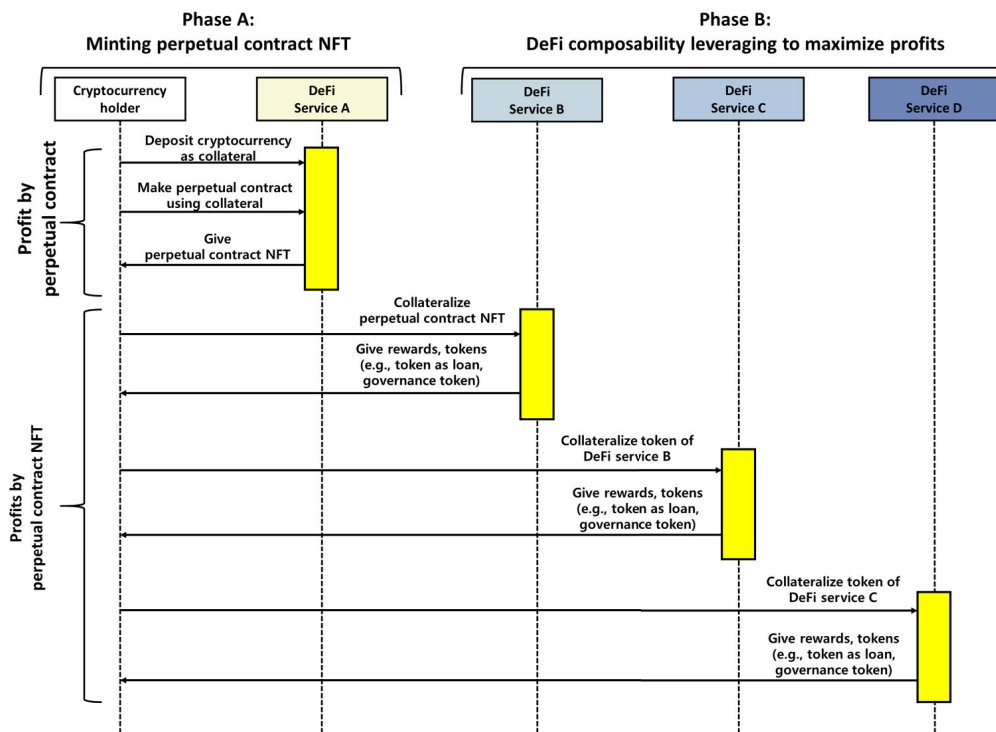 Phase A:
Minting perpetual contract NFT
Phase B:
DeFi composability leveraging to maximize profits
Cryptocurrency
holder
DeFi
Service A
DeFi
Service B
DeFi
Service C
DeFi
Service D
Profit by
perpetual contract
Deposit cryptocurrency
as collateral
Make perpetual contract
using collateral
Give
perpetual contract NFT
Profits by
perpetual contract NFT
Collateralize
perpetual contract NFT
Give rewards, tokens
(e.g., token as loan,
governance token)
Collateralize token of
DeFi service B
Give rewards, tokens
(e.g., token as loan,
governance token)
Collateralize token of
DeFi service C
Give rewards, tokens
(e.g., token as loan,
governance token)